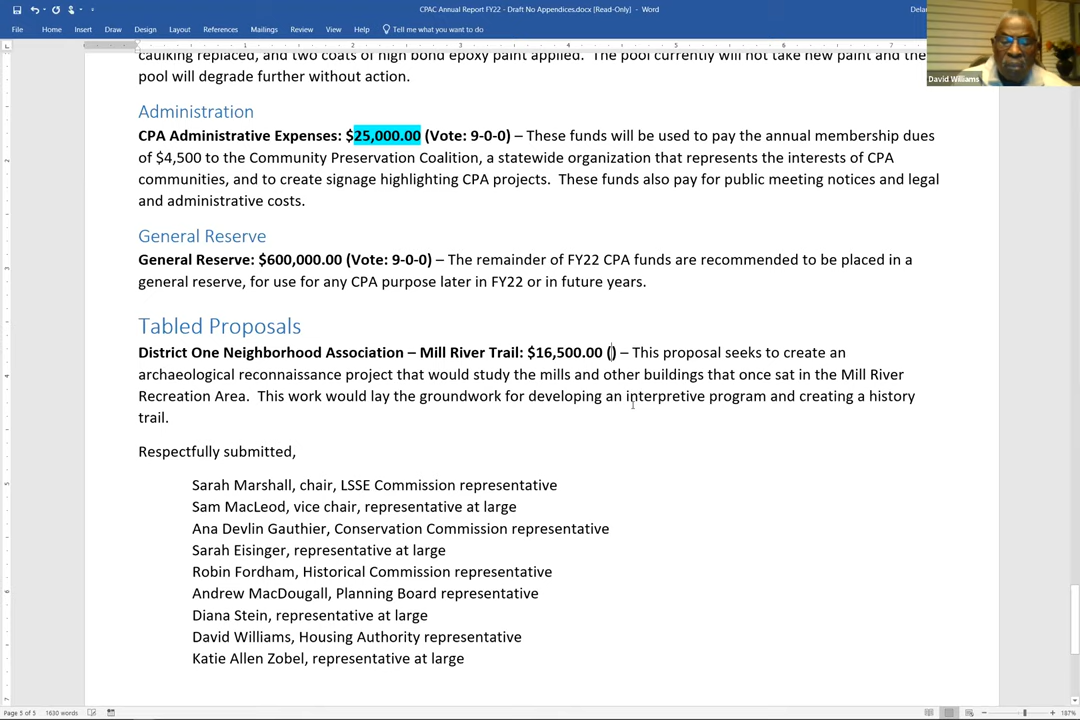 CPAC Annual Report FY22 - Draft No Appendices.docx [Read-Only] - Word
File Home Insert Draw Design Layout References Mailings Review View Help Tell me what you want to do
David Williams
caulking replaced, and two coats of high bond epoxy paint applied. The pool currently will not take new paint and the
pool will degrade further without action.
Administration
CPA Administrative Expenses: $25,000.00 (Vote: 9-0-0) – These funds will be used to pay the annual membership dues
of $4,500 to the Community Preservation Coalition, a statewide organization that represents the interests of CPA
communities, and to create signage highlighting CPA projects. These funds also pay for public meeting notices and legal
and administrative costs.
General Reserve
General Reserve: $600,000.00 (Vote: 9-0-0) – The remainder of FY22 CPA funds are recommended to be placed in a
general reserve, for use for any CPA purpose later in FY22 or in future years.
Tabled Proposals
District One Neighborhood Association – Mill River Trail: $16,500.00 () – This proposal seeks to create an
archaeological reconnaissance project that would study the mills and other buildings that once sat in the Mill River
Recreation Area. This work would lay the groundwork for developing an interpretive program and creating a history
trail.
Respectfully submitted,
Sarah Marshall, chair, LSSE Commission representative
Sam MacLeod, vice chair, representative at large
Ana Devlin Gauthier, Conservation Commission representative
Sarah Eisinger, representative at large
Robin Fordham, Historical Commission representative
Andrew MacDougall, Planning Board representative
Diana Stein, representative at large
David Williams, Housing Authority representative
Katie Allen Zobel, representative at large
Page 5 of 5 1630 words 187%